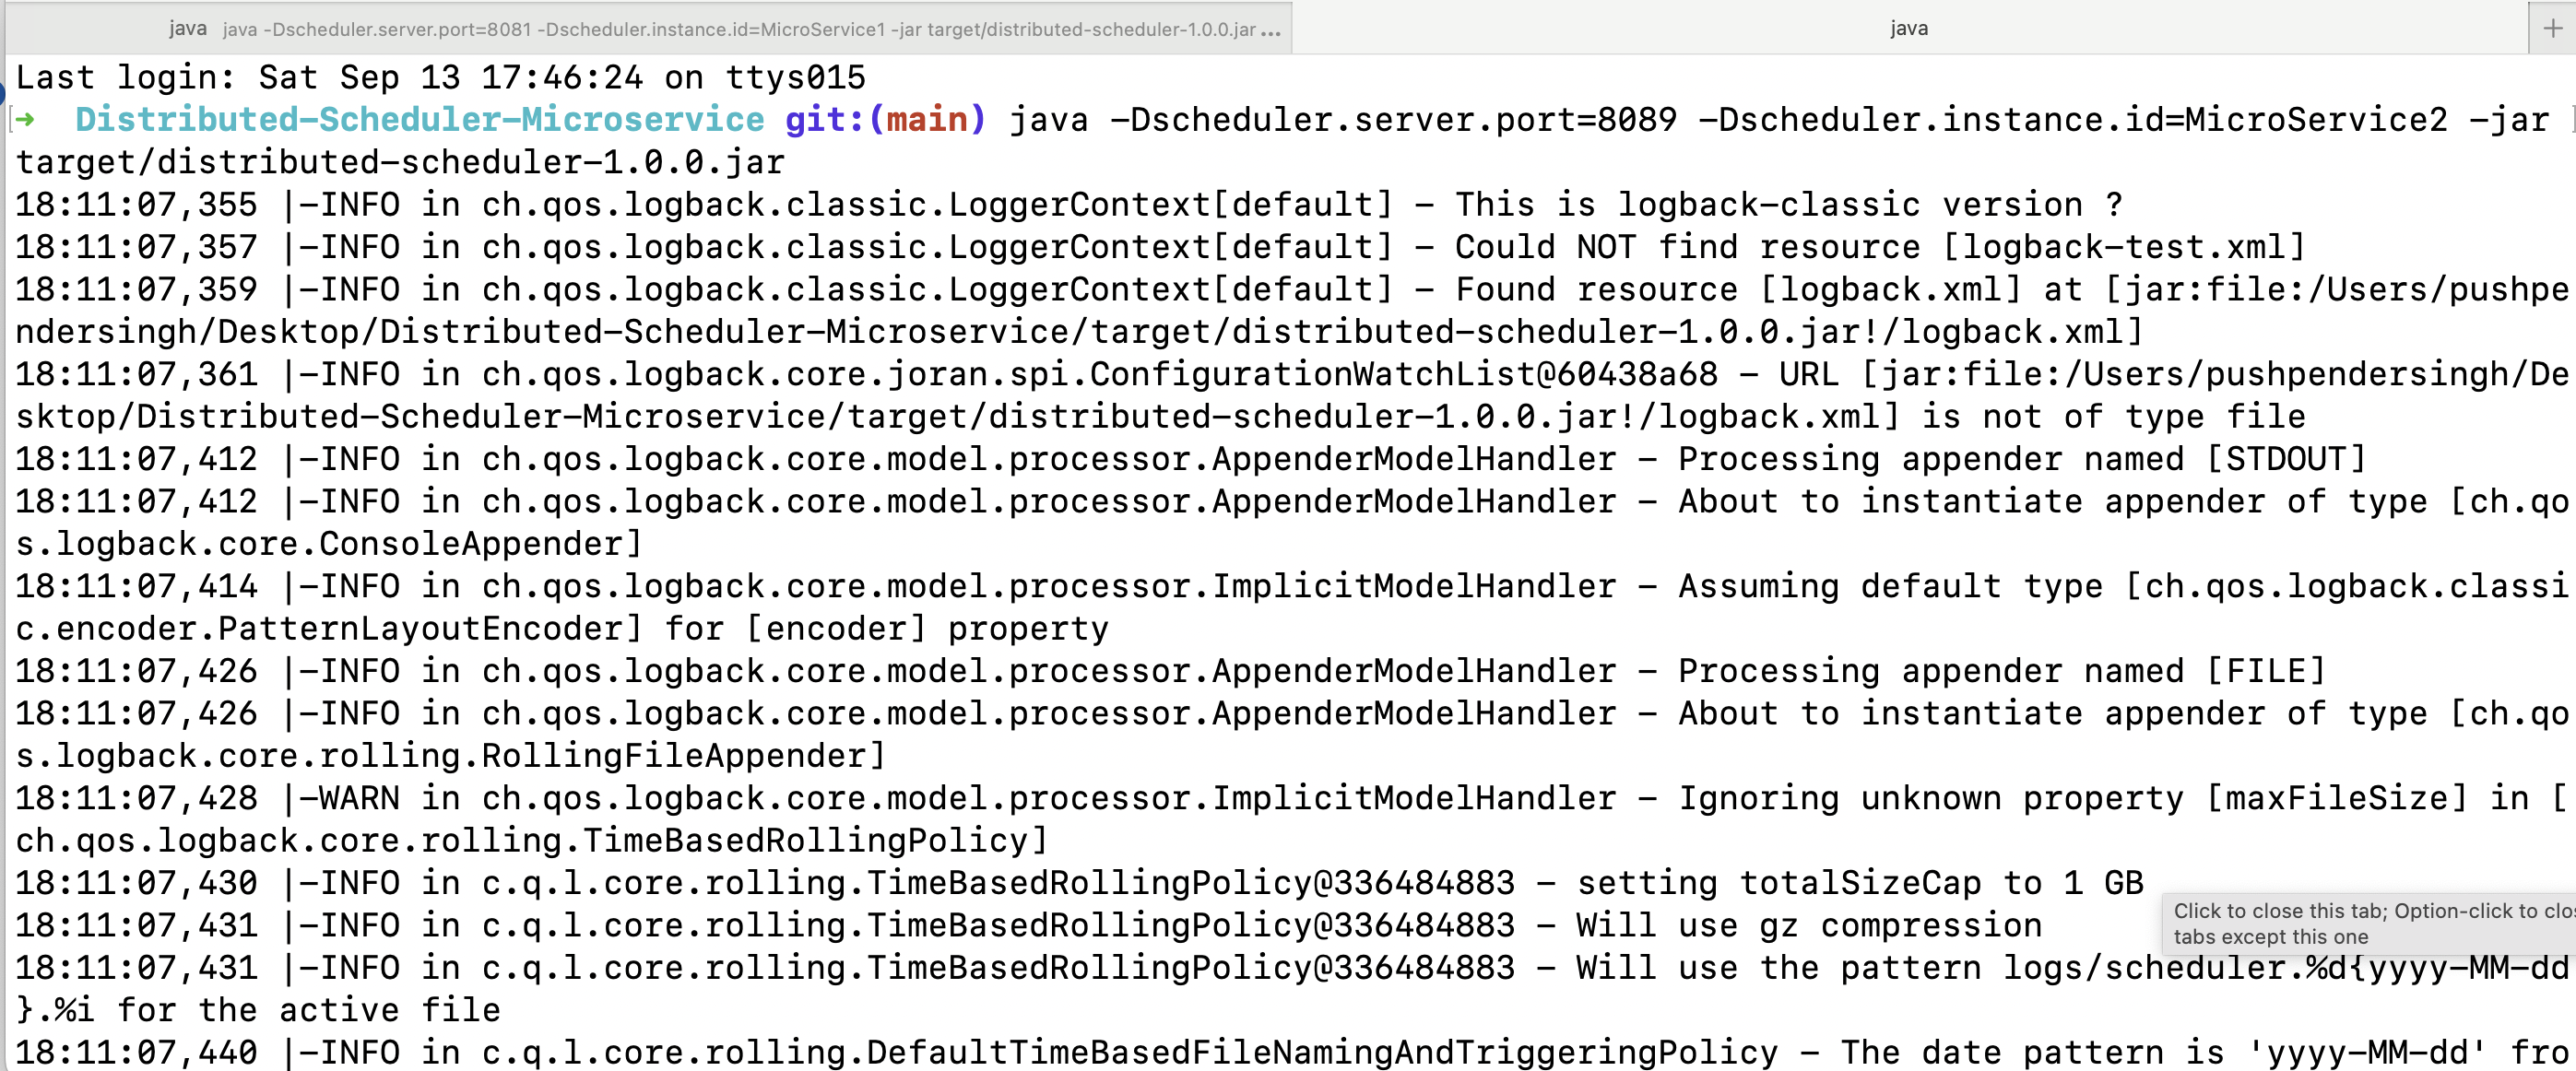 java java -Dscheduler.server.port=8081 -Dscheduler.instance.id=MicroService1 -jar target/distributed-scheduler-1.0.0.jar ...
java
+
Last login: Sat Sep 13 17:46:24 on ttys015
[→ Distributed-Scheduler-Microservice git:(main) java -Dscheduler.server.port=8089 -Dscheduler.instance.id=MicroService2 -jar ]
target/distributed-scheduler-1.0.0.jar
18:11:07,355 |-INFO in ch.qos.logback.classic.LoggerContext[default] - This is logback-classic version ?
18:11:07,357 |-INFO in ch.qos.logback.classic.LoggerContext[default] - Could NOT find resource [logback-test.xml]
18:11:07,359 |-INFO in ch.qos.logback.classic.LoggerContext[default] - Found resource [logback.xml] at [jar:file:/Users/pushpe
ndersingh/Desktop/Distributed-Scheduler-Microservice/target/distributed-scheduler-1.0.0.jar!/logback.xml]
18:11:07,361 |-INFO in ch.qos.logback.core.joran.spi.ConfigurationWatchList@60438a68 - URL [jar:file:/Users/pushpendersingh/De
sktop/Distributed-Scheduler-Microservice/target/distributed-scheduler-1.0.0.jar!/logback.xml] is not of type file
18:11:07,412 |-INFO in ch.qos.logback.core.model.processor.AppenderModelHandler - Processing appender named [STDOUT]
18:11:07,412 |-INFO in ch.qos.logback.core.model.processor.AppenderModelHandler - About to instantiate appender of type [ch.qo
s.logback.core.ConsoleAppender]
18:11:07,414 |-INFO in ch.qos.logback.core.model.processor.ImplicitModelHandler - Assuming default type [ch.qos.logback.classi
c.encoder.PatternLayoutEncoder] for [encoder] property
18:11:07,426 |-INFO in ch.qos.logback.core.model.processor.AppenderModelHandler - Processing appender named [FILE]
18:11:07,426 |-INFO in ch.qos.logback.core.model.processor.AppenderModelHandler - About to instantiate appender of type [ch.qo
s.logback.core.rolling.RollingFileAppender]
18:11:07,428 |-WARN in ch.qos.logback.core.model.processor.ImplicitModelHandler - Ignoring unknown property [maxFileSize] in [
ch.qos.logback.core.rolling.TimeBasedRollingPolicy]
18:11:07,430 |-INFO in c.q.l.core.rolling.TimeBasedRollingPolicy@336484883 - setting totalSizeCap to 1 GB
18:11:07,431 |-INFO in c.q.l.core.rolling.TimeBasedRollingPolicy@336484883 - Will use gz compression
Click to close this tab; Option-click to clos
tabs except this one
18:11:07,431 |-INFO in c.q.l.core.rolling.TimeBasedRollingPolicy@336484883 - Will use the pattern logs/scheduler.%d{yyyy-MM-dd
}.%i for the active file
18:11:07,440 |-INFO in c.q.l.core.rolling.DefaultTimeBasedFileNamingAndTriggeringPolicy - The date pattern is 'yyyy-MM-dd' fro